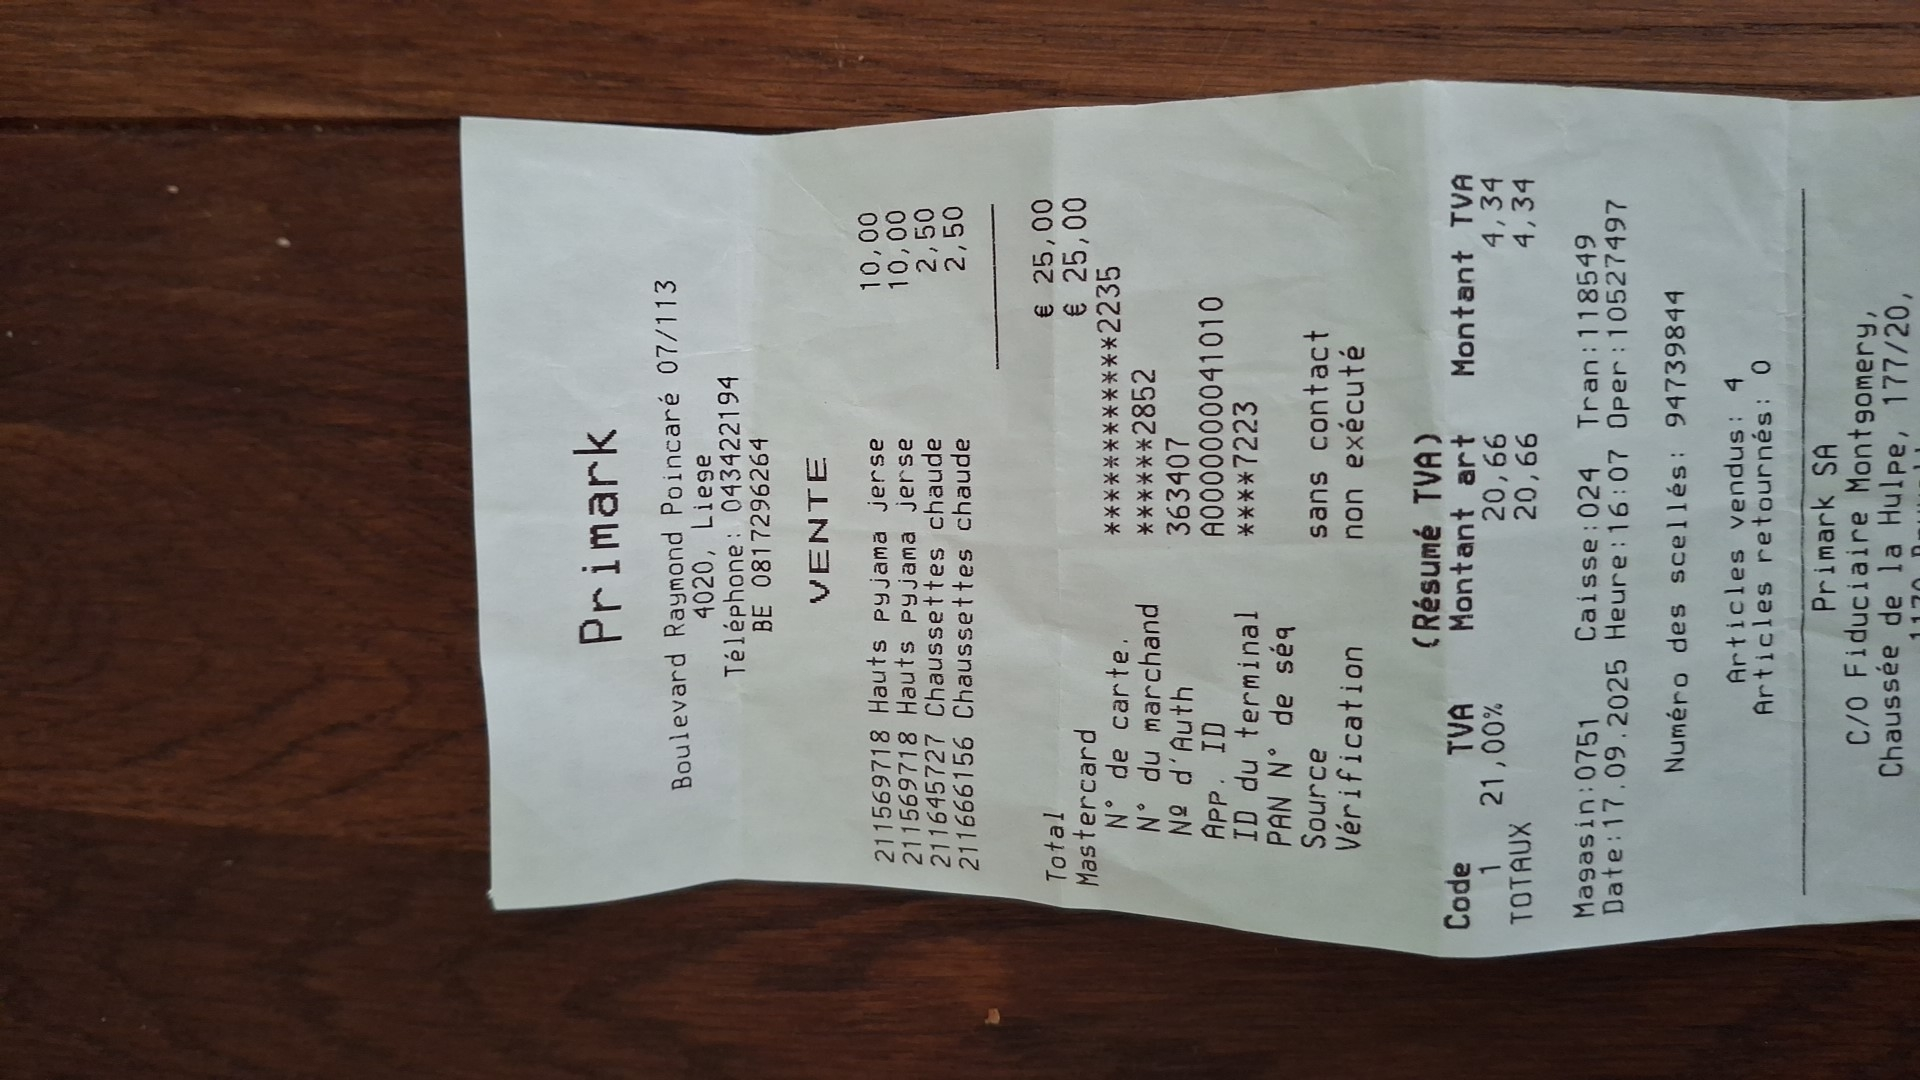 Primark
Boulevard Raymond Poincaré 07/113
4020, Liege
Téléphone: 043422194
BE 0817296264
VENTE
211569718 Hauts pyjama jerse 10,00
211569718 Hauts pyjama jerse 10,00
211645727 Chaussettes chaude 2,50
211666156 Chaussettes chaude 2,50
Total € 25,00
Mastercard € 25,00
N° de carte. ************2235
N° du marchand ******2852
Nº d'Auth 363407
App. ID A0000000041010
ID du terminal ****7223
PAN N° de séq
Source sans contact
Vérification non exécuté
(Résumé TVA)
Code TVA Montant art Montant TVA
1 21,00% 20,66 4,34
TOTAUX 20,66 4,34
Magasin:0751 Caisse:024 Tran:118549
Date:17.09.2025 Heure:16:07 Oper:10527497
Numéro des scellés: 94739844
Articles vendus: 4
Articles retournés: 0
Primark SA
C/O Fiduciaire Montgomery,
Chaussée de la Hulpe, 177/20,